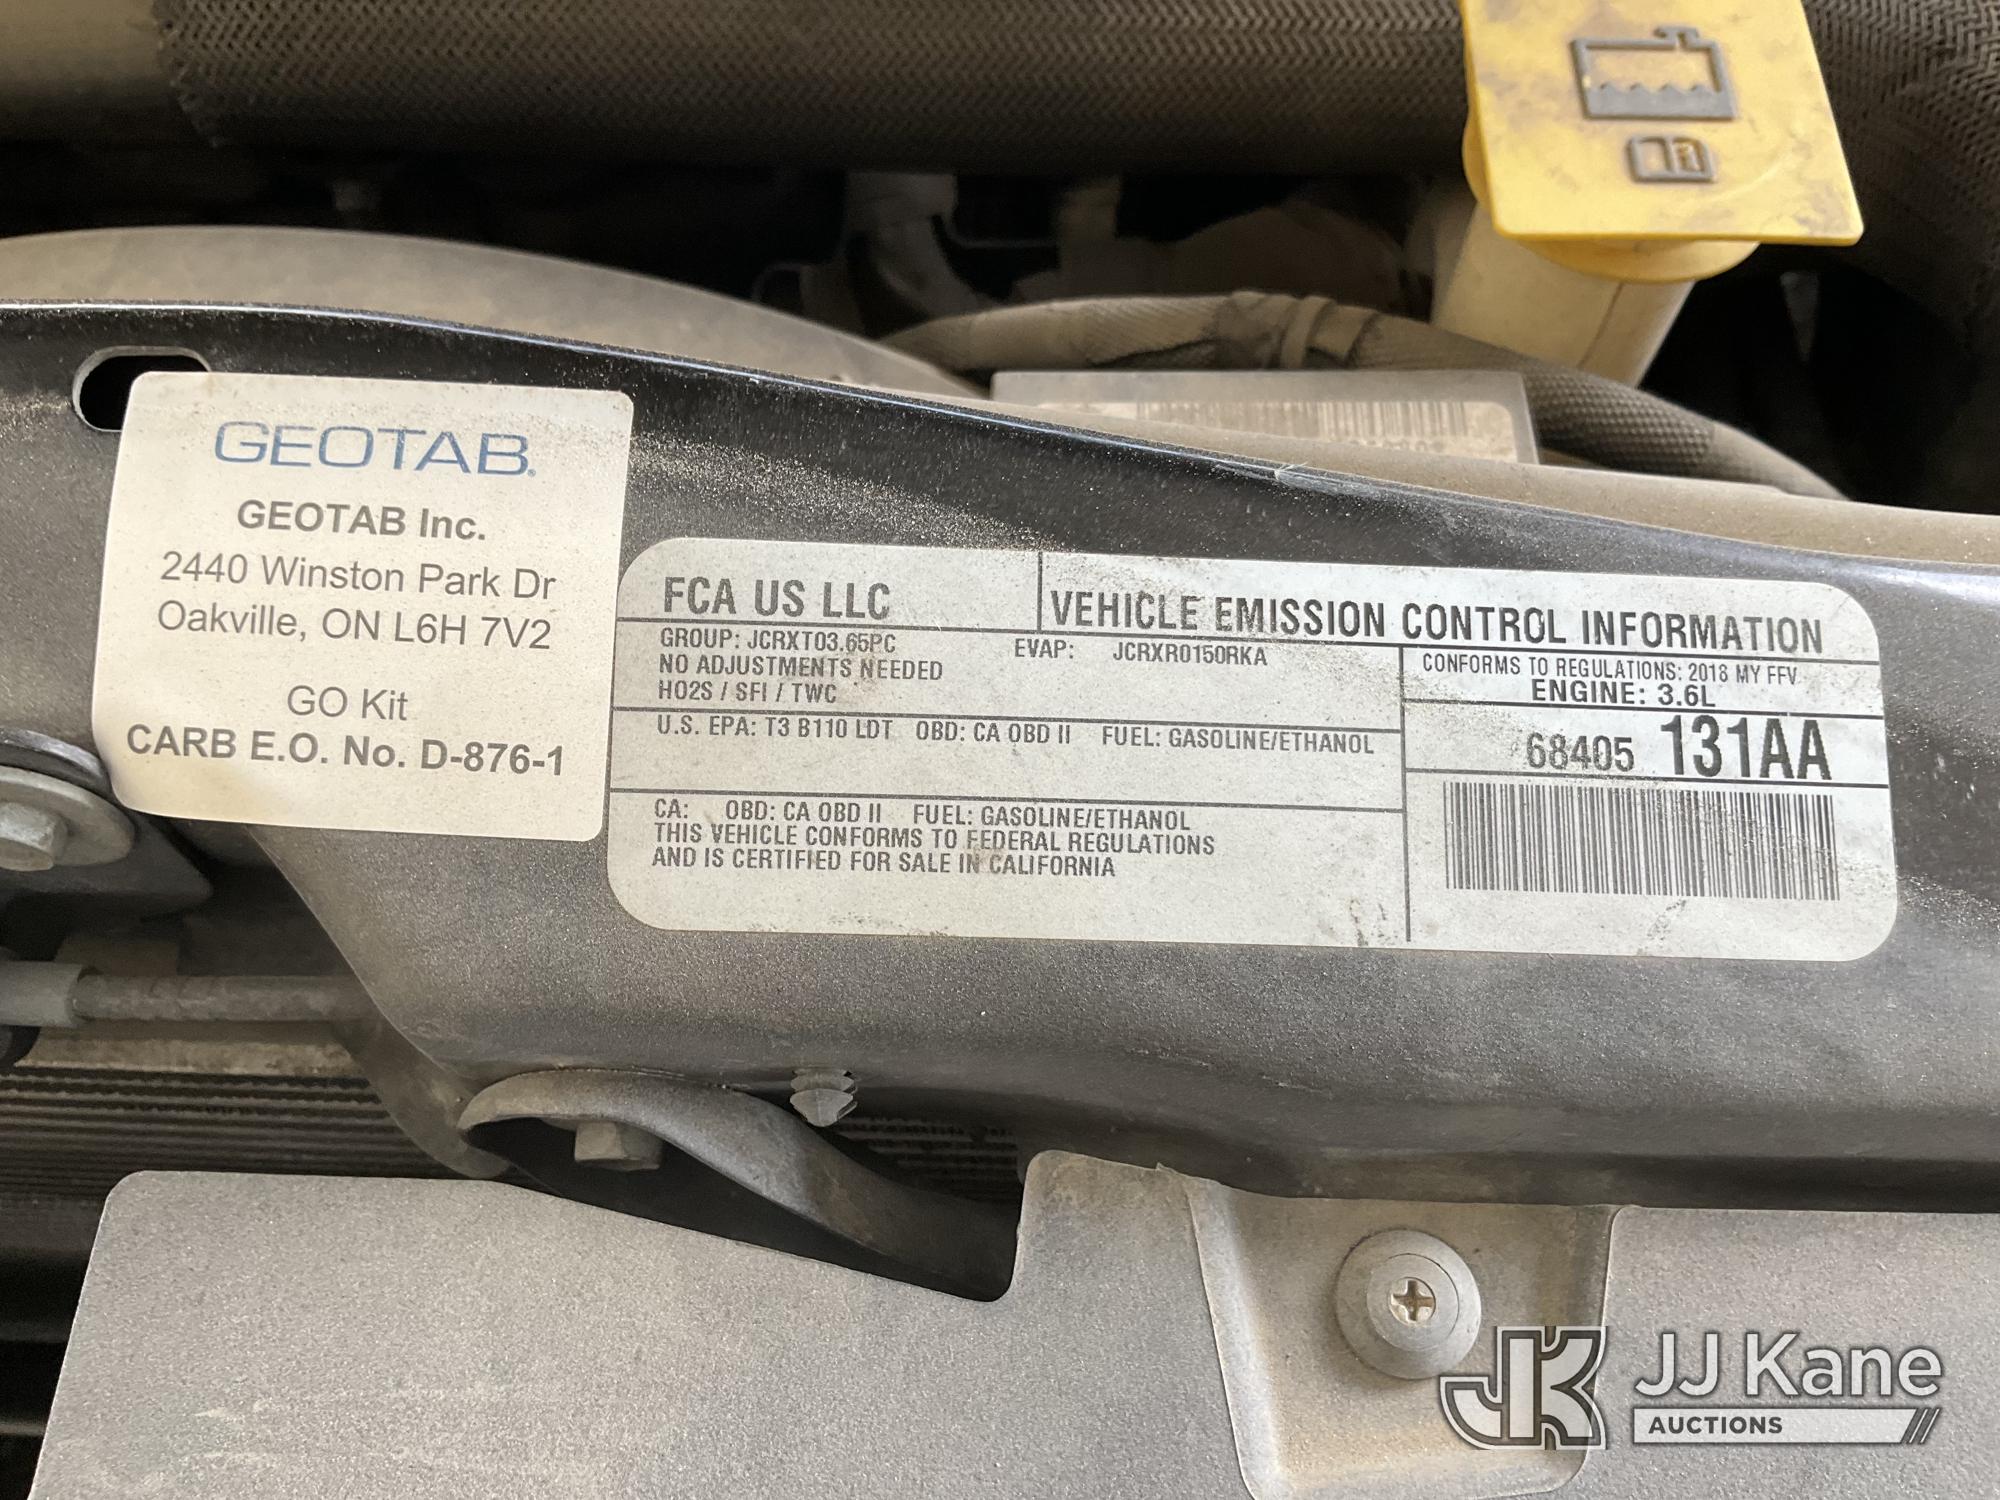 GEOTAB®
GEOTAB Inc.
2440 Winston Park Dr
Oakville, ON L6H 7V2
GO Kit
CARB E.O. No. D-876-1
FCA US LLC
VEHICLE EMISSION CONTROL INFORMATION
GROUP: JCRXT03.65PC EVAP: JCRXR0150RKA
NO ADJUSTMENTS NEEDED
HO2S / SFI / TWC
CONFORMS TO REGULATIONS: 2018 MY FFV
ENGINE: 3.6L
U.S. EPA: T3 B110 LDT OBD: CA OBD II FUEL: GASOLINE/ETHANOL
68405 131AA
CA: OBD: CA OBD II FUEL: GASOLINE/ETHANOL
THIS VEHICLE CONFORMS TO FEDERAL REGULATIONS
AND IS CERTIFIED FOR SALE IN CALIFORNIA
JK JJ Kane
AUCTIONS